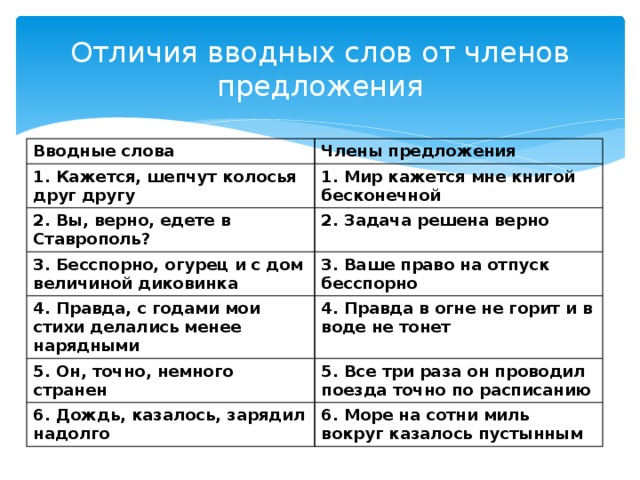 Отличия вводных слов от членов
предложения
Вводные слова
Члены предложения
1. Кажется, шепчут колосья
друг другу
1. Мир кажется мне книгой
бесконечной
2. Вы, верно, едете в
Ставрополь?
2. Задача решена верно
3. Бесспорно, огурец и с дом
величиной диковинка
3. Ваше право на отпуск
бесспорно
4. Правда, с годами мои
стихи делались менее
нарядными
4. Правда в огне не горит и в
воде не тонет
5. Он, точно, немного
странен
5. Все три раза он проводил
поезда точно по расписанию
6. Дождь, казалось, зарядил
надолго
6. Море на сотни миль
вокруг казалось пустынным